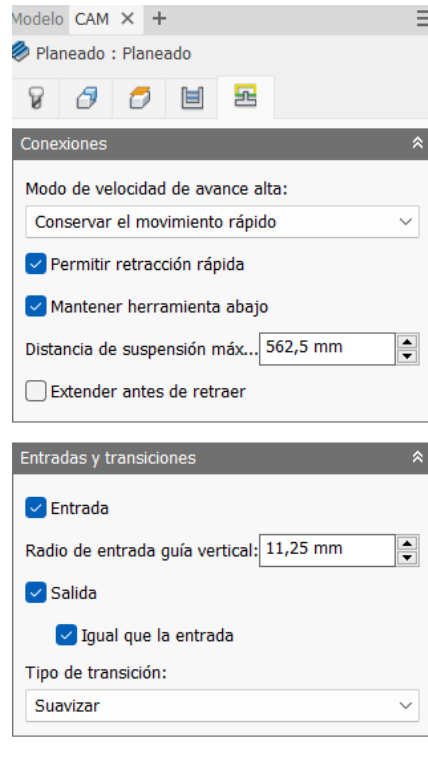 Modelo CAM
Planeado : Planeado
Conexiones
Modo de velocidad de avance alta:
Conservar el movimiento rápido
Permitir retracción rápida
Mantener herramienta abajo
Distancia de suspensión máx... 562,5 mm
Extender antes de retraer
Entradas y transiciones
Entrada
Radio de entrada guía vertical: 11,25 mm
Salida
Igual que la entrada
Tipo de transición:
Suavizar